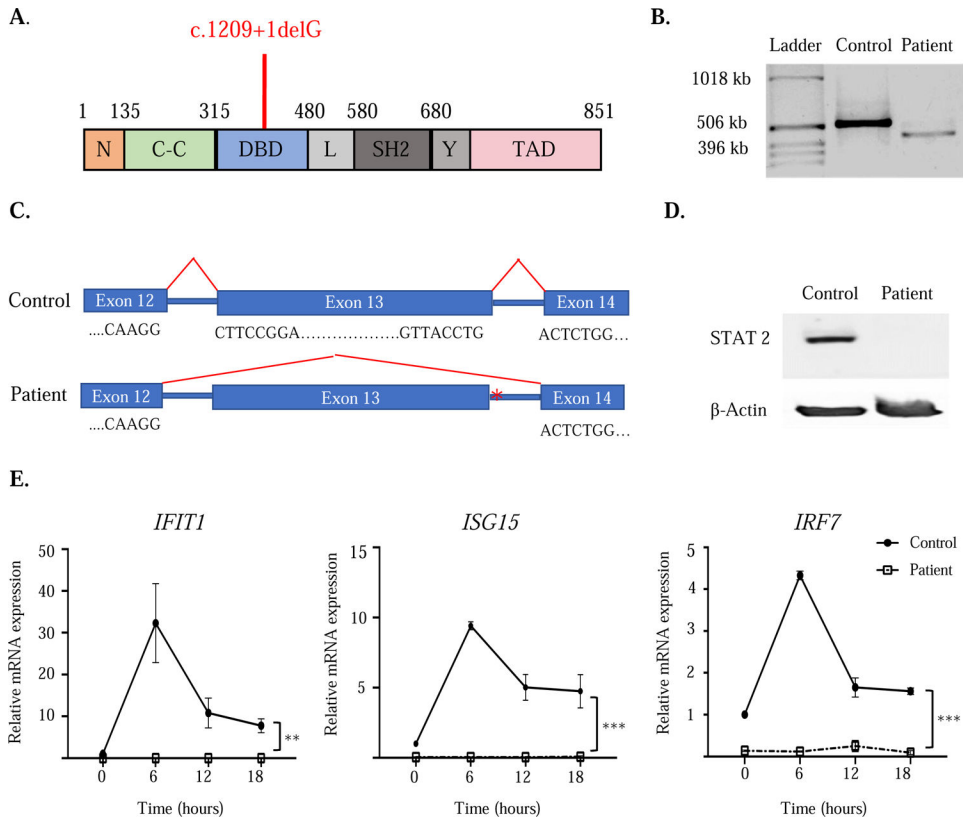 A.
c.1209+1delG
1 135 315 480 580 680 851
N C-C DBD L SH2 Y TAD
B.
Ladder Control Patient
1018 kb
506 kb
396 kb
C.
Control
Exon 12 Exon 13 Exon 14
....CAAGG CTTCCGGA...................GTTACCTG ACTCTGG...
Patient
Exon 12 Exon 13 * Exon 14
....CAAGG ACTCTGG...
D.
Control Patient
STAT 2
β-Actin
E.
IFIT1
Relative mRNA expression
50
40
30
20
10
0 6 12 18
Time (hours)
**
ISG15
Relative mRNA expression
15
10
5
0 6 12 18
Time (hours)
***
IRF7
Relative mRNA expression
5
4
3
2
1
0 6 12 18
Time (hours)
***
Control
Patient